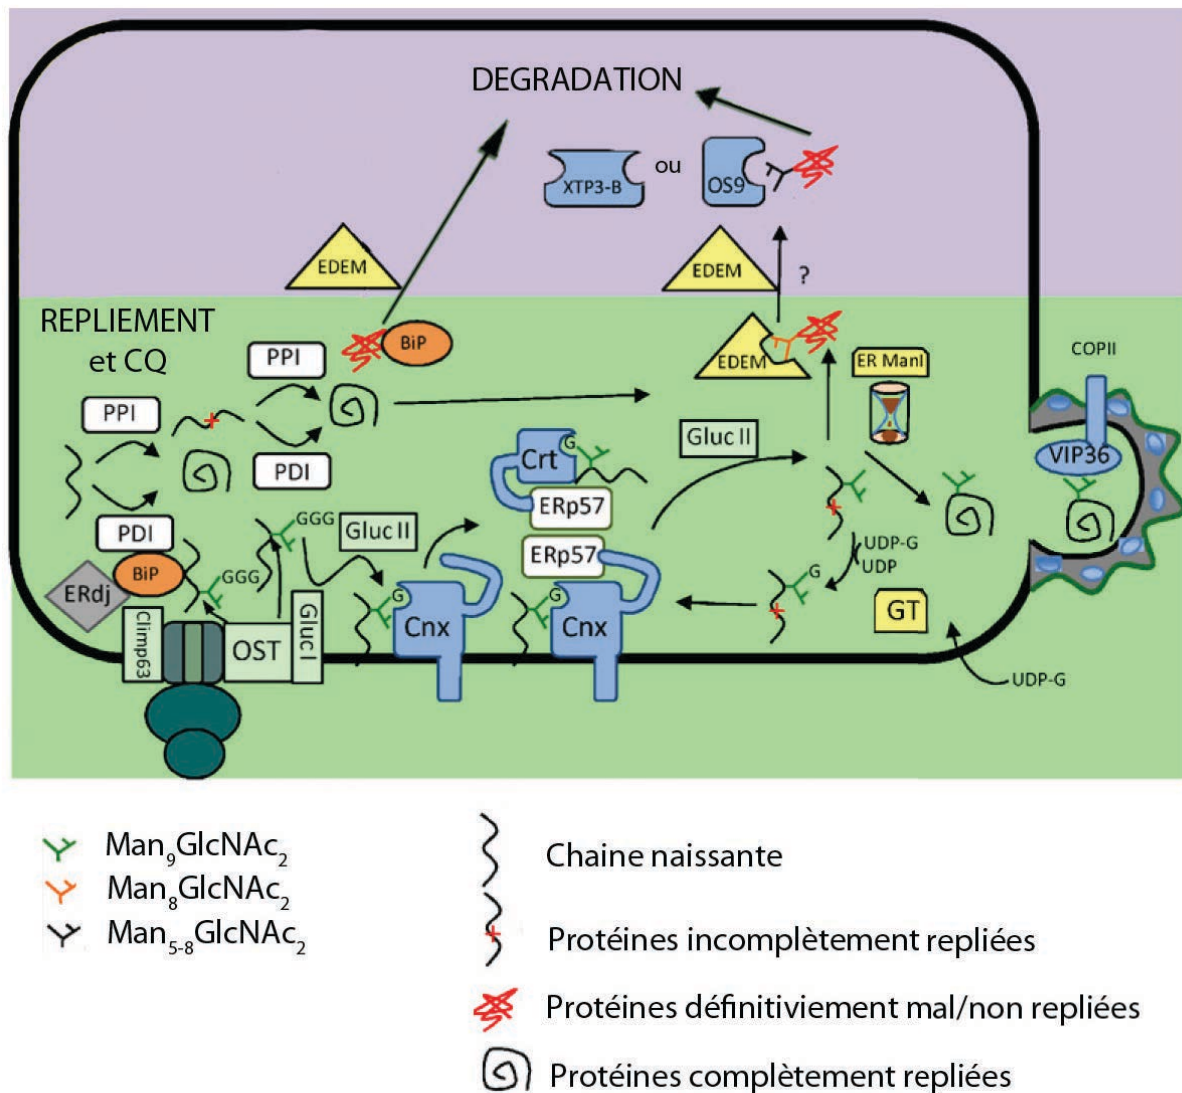 DEGRADATION
XTP3-B
ou
OS9
EDEM
EDEM
?
REPLIEMENT
et CQ
PPI
BiP
EDEM
ER ManI
COPII
PPI
Gluc II
VIP36
PDI
Crt
G
ERp57
PDI
GGG
Gluc II
ERp57
UDP-G
UDP
BiP
GGG
ERdj
G
Cnx
G
Cnx
G
GT
Climp63
OST
Gluc I
UDP-G
Man9GlcNAc2
Man8GlcNAc2
Man5-8GlcNAc2
Chaine naissante
Protéines incomplètement repliées
Protéines définitiviement mal/non repliées
Protéines complètement repliées